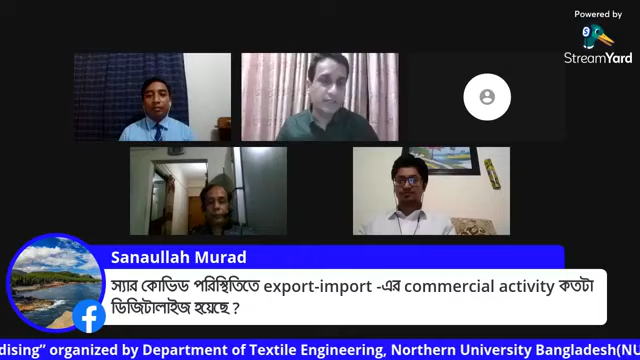 Powered by
StreamYard
Sanaullah Murad
স্যার কোভিড পরিস্থিতিতে export-import -এর commercial activity কতটা
ডিজিটালাইজ হয়েছে ?
dising” organized by Department of Textile Engineering, Northern University Bangladesh(NU